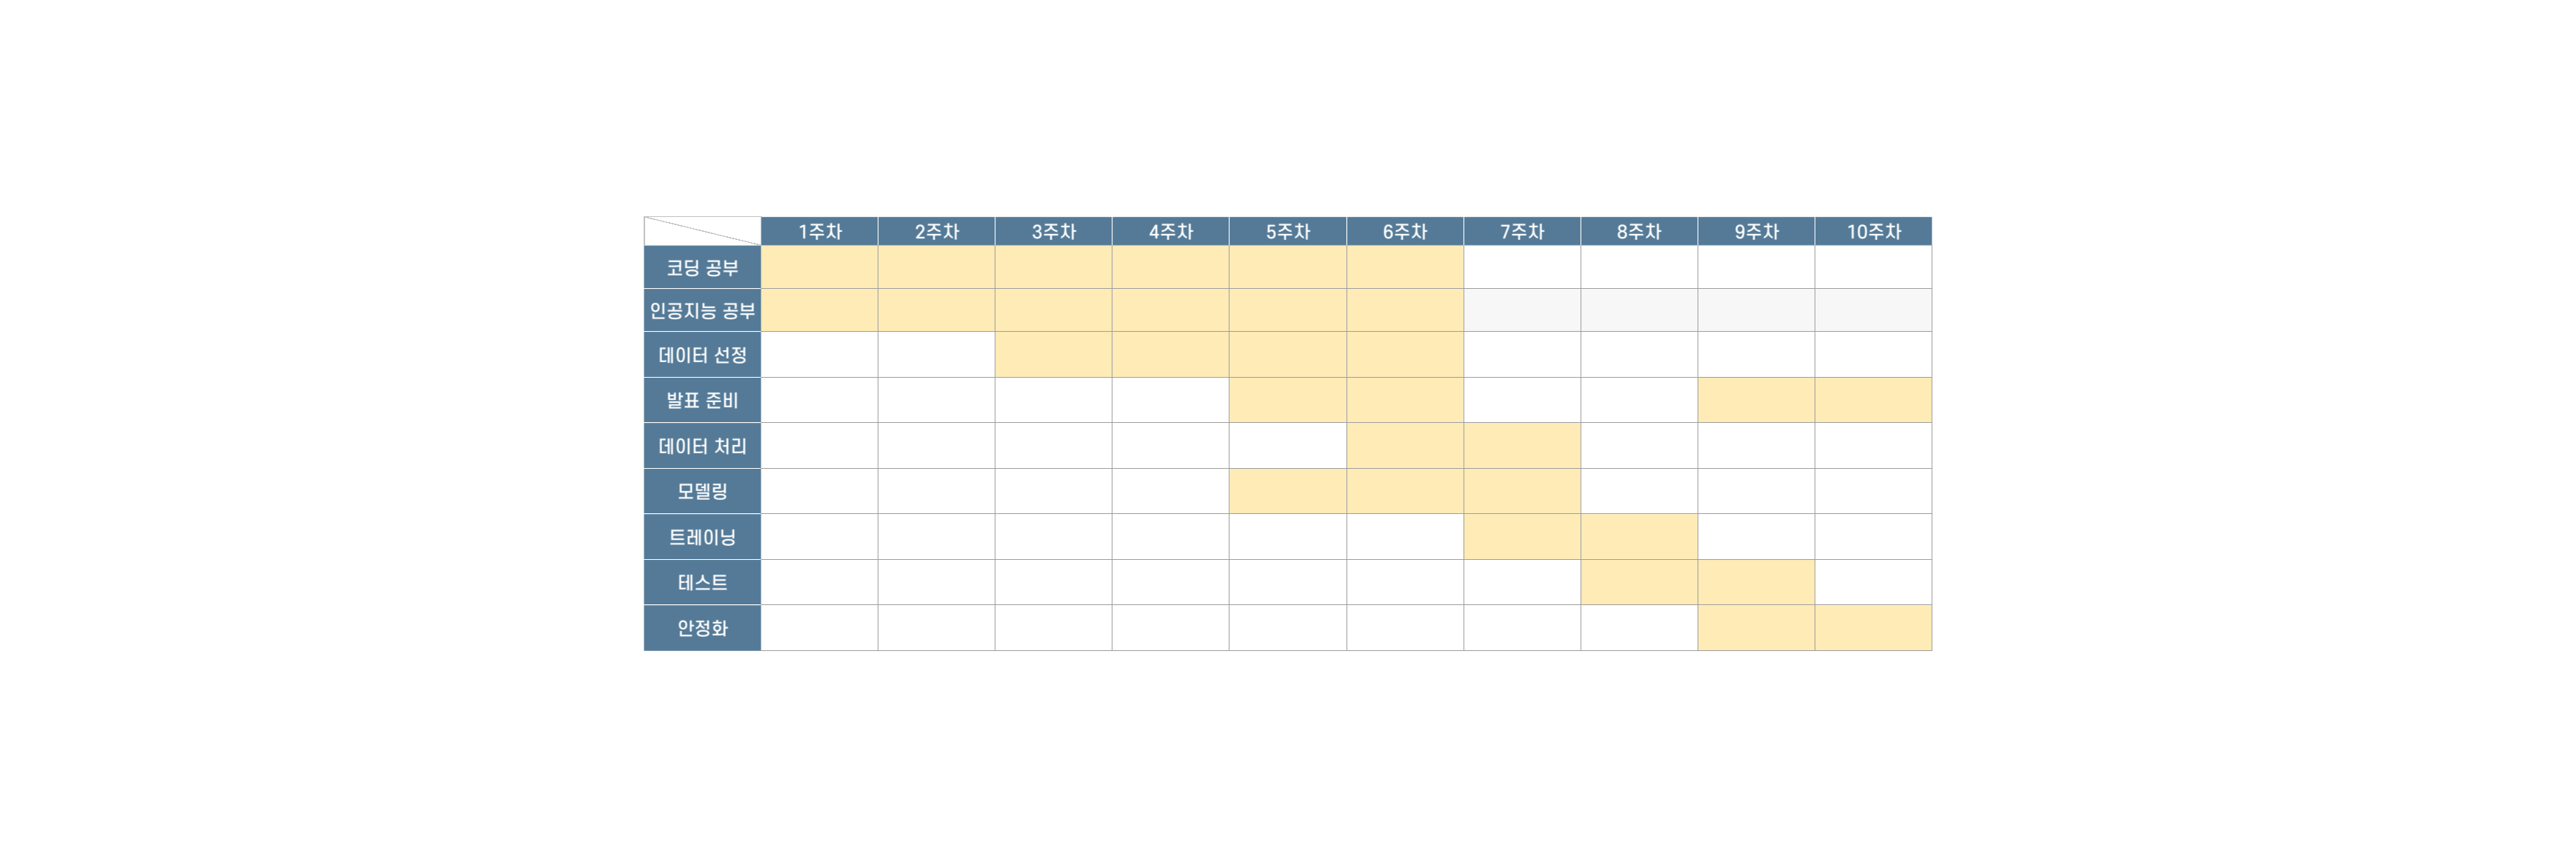 1주차 2주차 3주차 4주차 5주차 6주차 7주차 8주차 9주차 10주차
코딩 공부
인공지능 공부
데이터 선정
발표 준비
데이터 처리
모델링
트레이닝
테스트
안정화